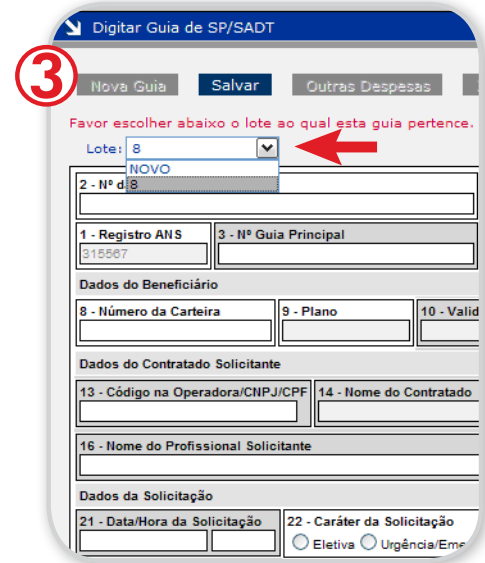 Digitar Guia de SP/SADT
3
Nova Guia Salvar Outras Despesas
Favor escolher abaixo o lote ao qual esta guia pertence.
Lote: 8
NOVO
8
2 - Nº d
1 - Registro ANS 3 - Nº Guia Principal
315567
Dados do Beneficiário
8 - Número da Carteira 9 - Plano 10 - Valid
Dados do Contratado Solicitante
13 - Código na Operadora/CNPJ/CPF 14 - Nome do Contratado
16 - Nome do Profissional Solicitante
Dados da Solicitação
21 - Data/Hora da Solicitação 22 - Caráter da Solicitação
Eletiva Urgência/Eme